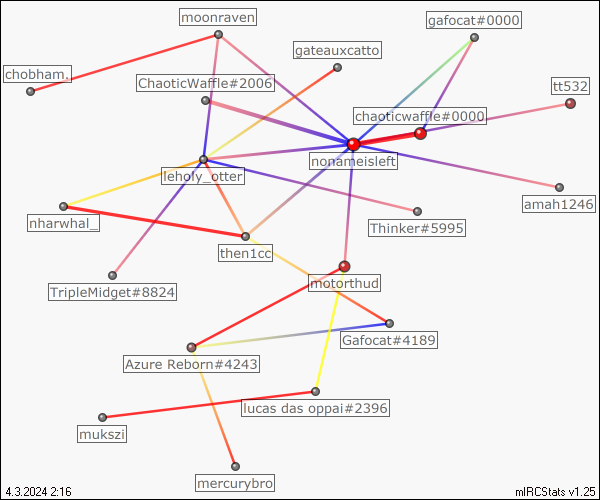 moonraven
gafocat#0000
gateauxcatto
chobham.
ChaoticWaffle#2006
tt532
chaoticwaffle#0000
nonameisleft
leholy_otter
amah1246
nharwhal_
Thinker#5995
then1cc
TripleMidget#8824
motorthud
Gafocat#4189
Azure Reborn#4243
lucas das oppai#2396
mukszi
mercurybro
4.3.2024 2:16
mIRCStats v1.25